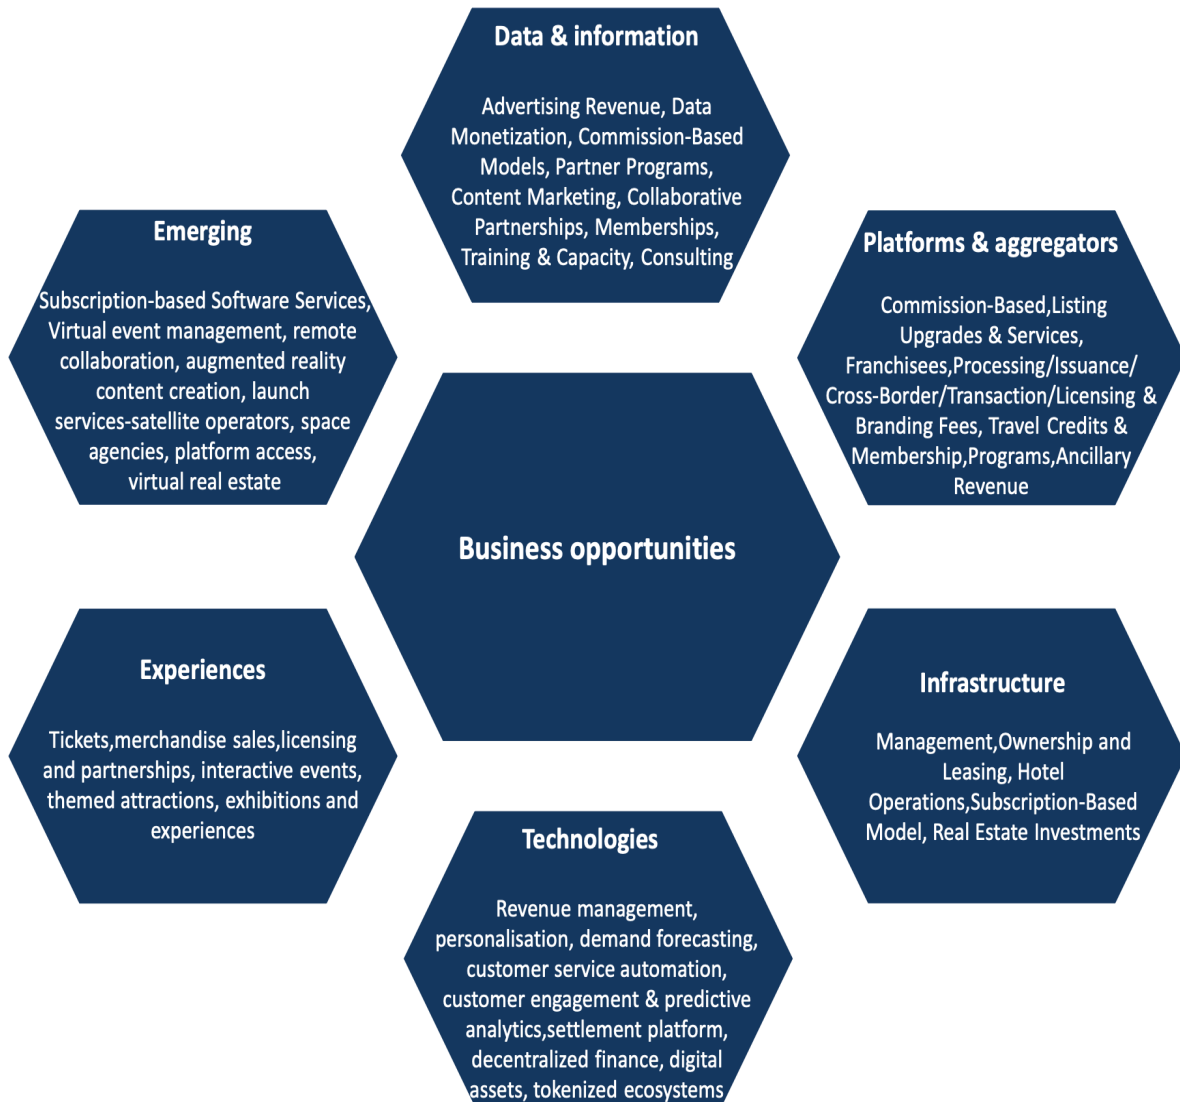 Data & information
Advertising Revenue, Data
Monetization, Commission-Based
Models, Partner Programs,
Content Marketing, Collaborative
Partnerships, Memberships,
Training & Capacity, Consulting
Emerging
Subscription-based Software Services,
Virtual event management, remote
collaboration, augmented reality
content creation, launch
services-satellite operators, space
agencies, platform access,
virtual real estate
Platforms & aggregators
Commission-Based,Listing
Upgrades & Services,
Franchisees,Processing/Issuance/
Cross-Border/Transaction/Licensing &
Branding Fees, Travel Credits &
Membership,Programs,Ancillary
Revenue
Business opportunities
Experiences
Tickets,merchandise sales,licensing
and partnerships, interactive events,
themed attractions, exhibitions and
experiences
Infrastructure
Management,Ownership and
Leasing, Hotel
Operations,Subscription-Based
Model, Real Estate Investments
Technologies
Revenue management,
personalisation, demand forecasting,
customer service automation,
customer engagement & predictive
analytics,settlement platform,
decentralized finance, digital
assets, tokenized ecosystems